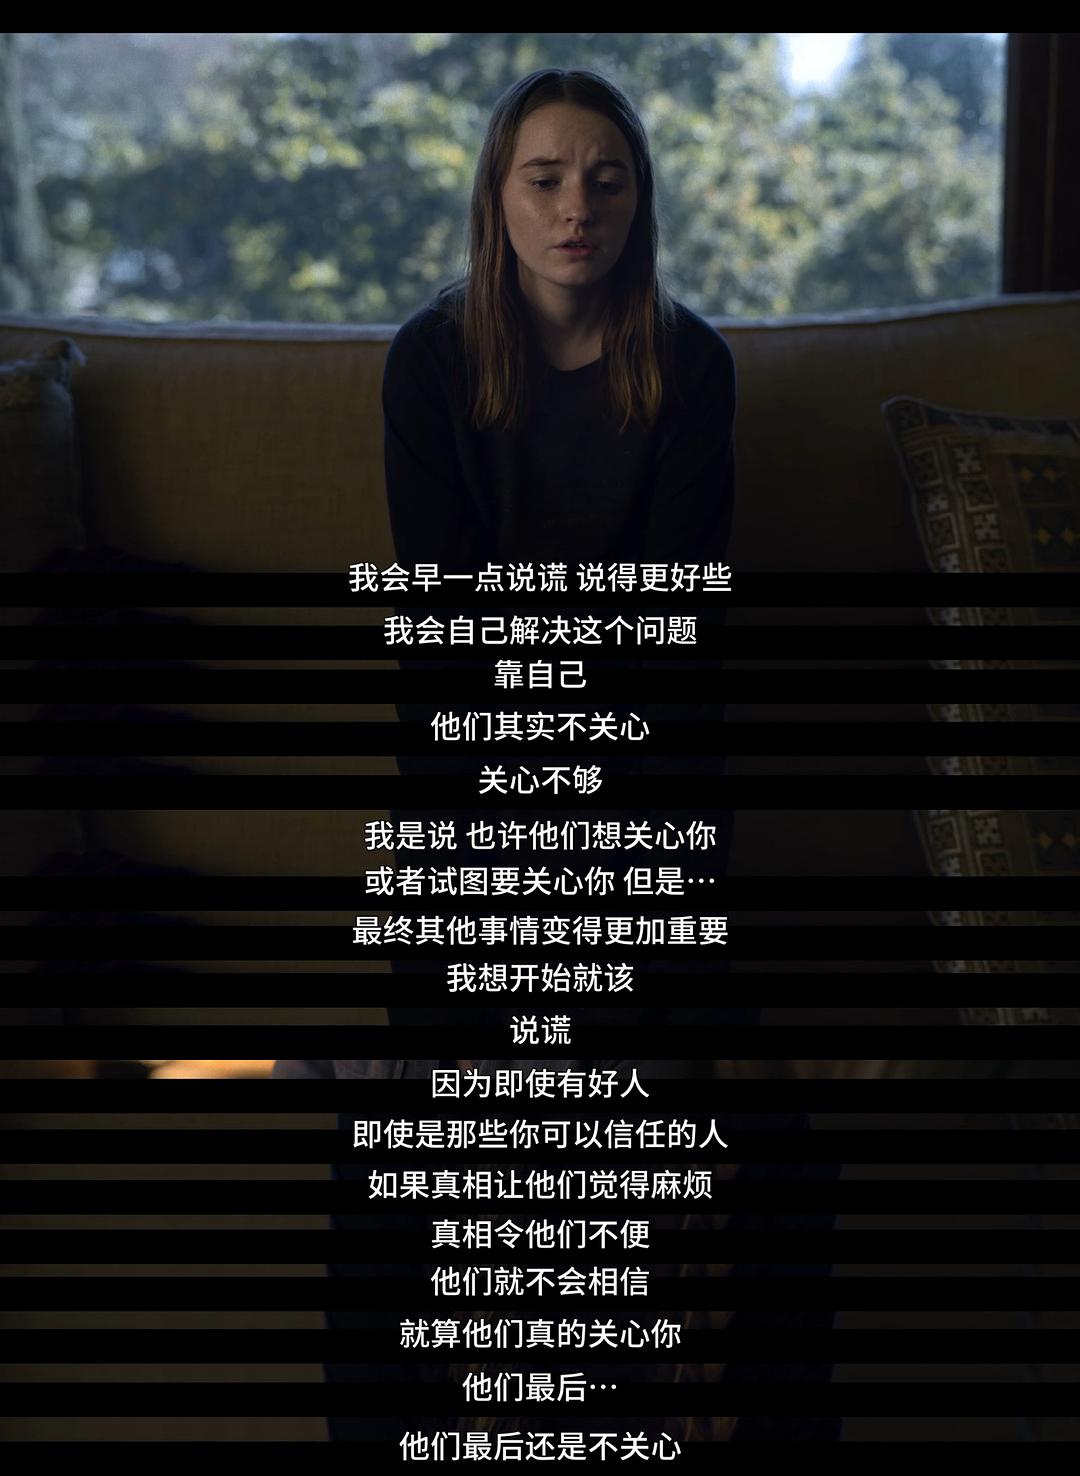 我会早一点说谎 说得更好些
我会自己解决这个问题
靠自己
他们其实不关心
关心不够
我是说 也许他们想关心你
或者试图要关心你 但是…
最终其他事情变得更加重要
我想开始就该
说谎
因为即使有好人
即使是那些你可以信任的人
如果真相让他们觉得麻烦
真相令他们不便
他们就不会相信
就算他们真的关心你
他们最后…
他们最后还是不关心